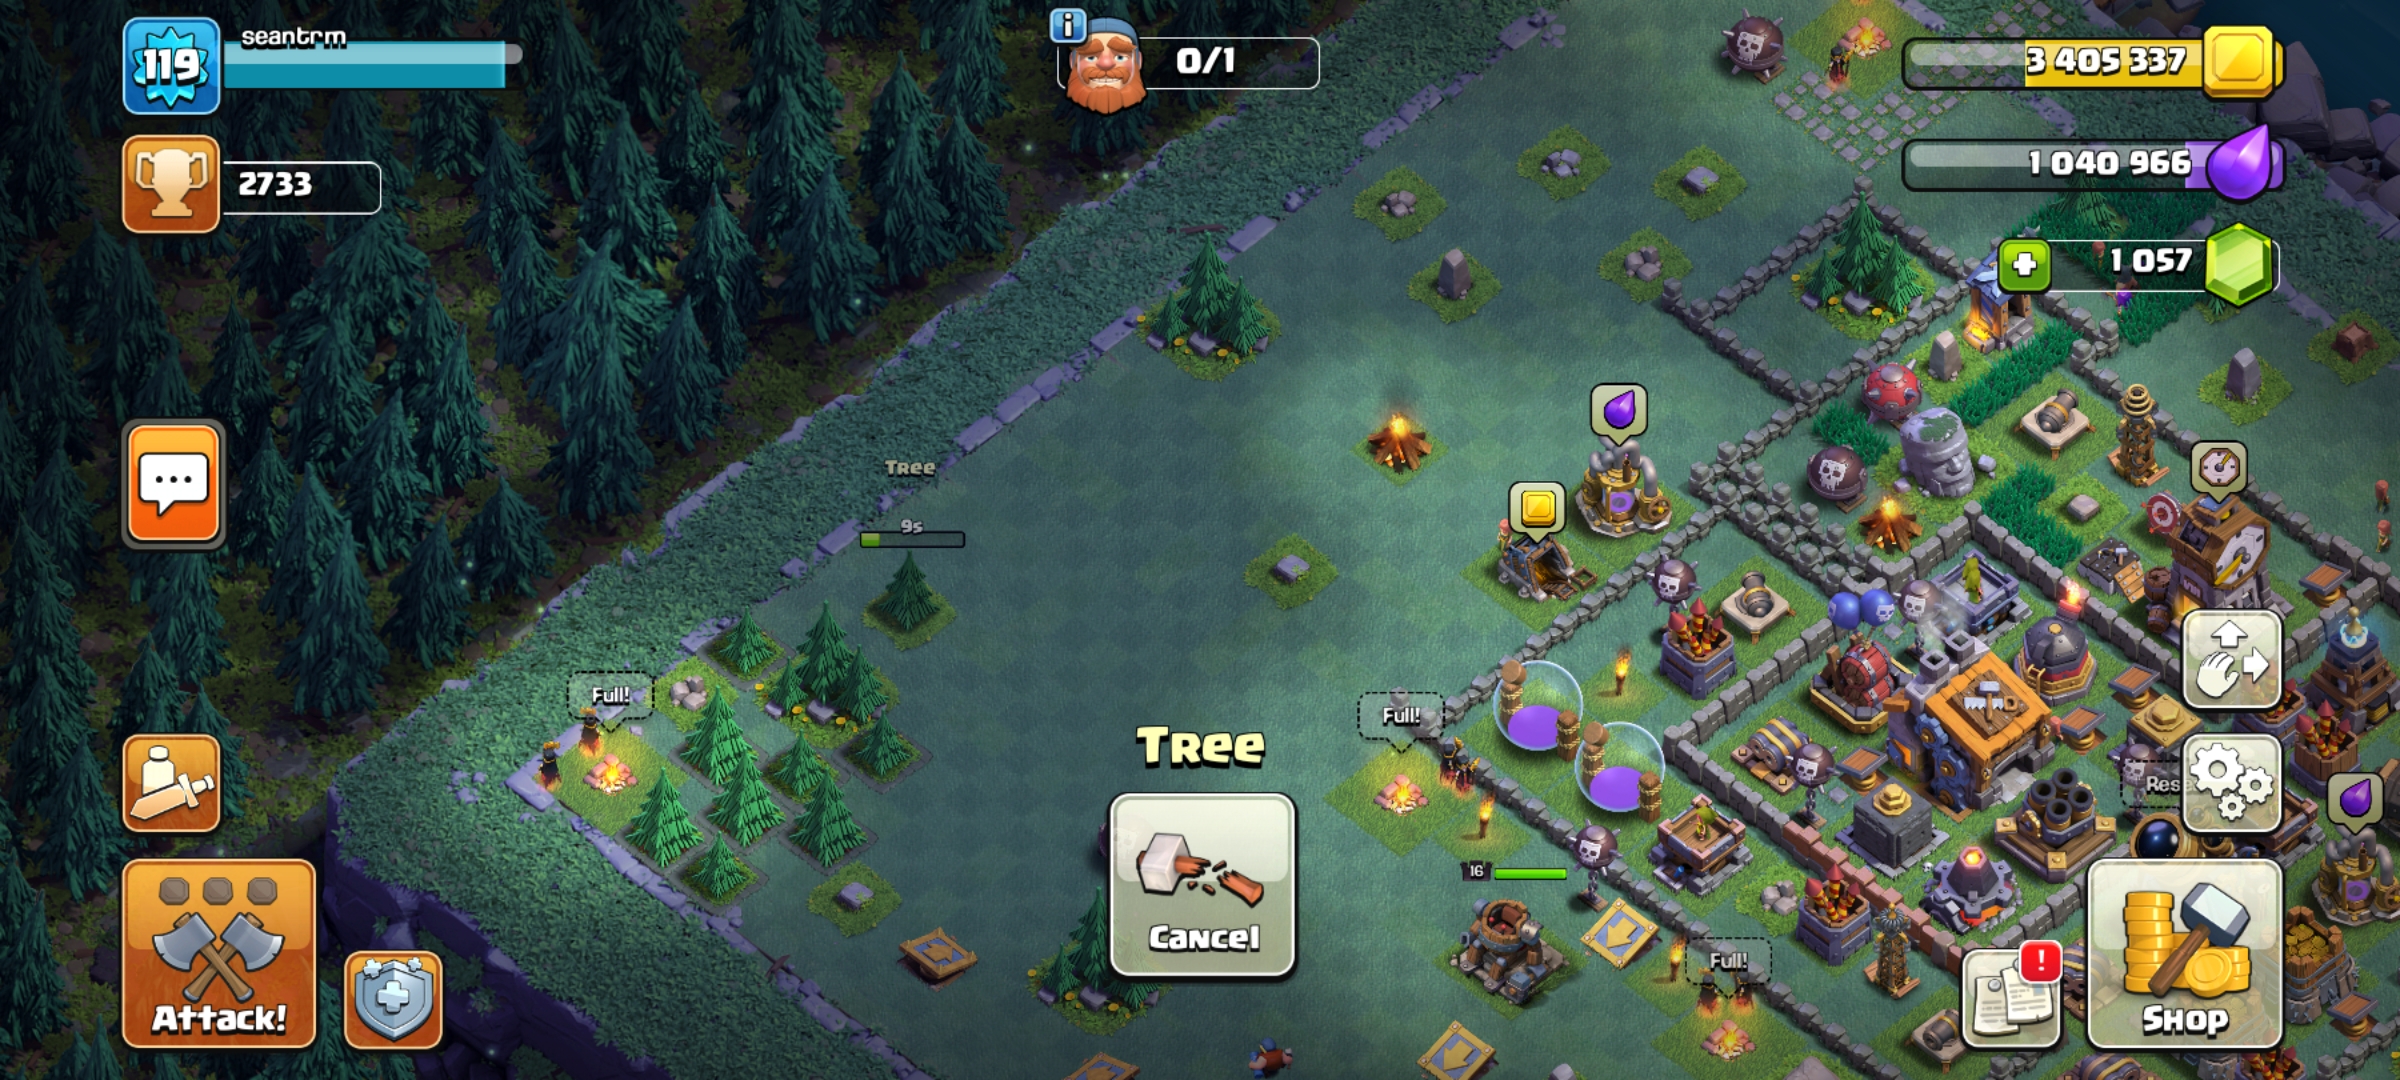 119
seantrm
0/1
3 405 337
2733
1 040 966
1 057
Tree
9s
Full!
Full!
Tree
Cancel
16
Full!
Attack!
!
Shop